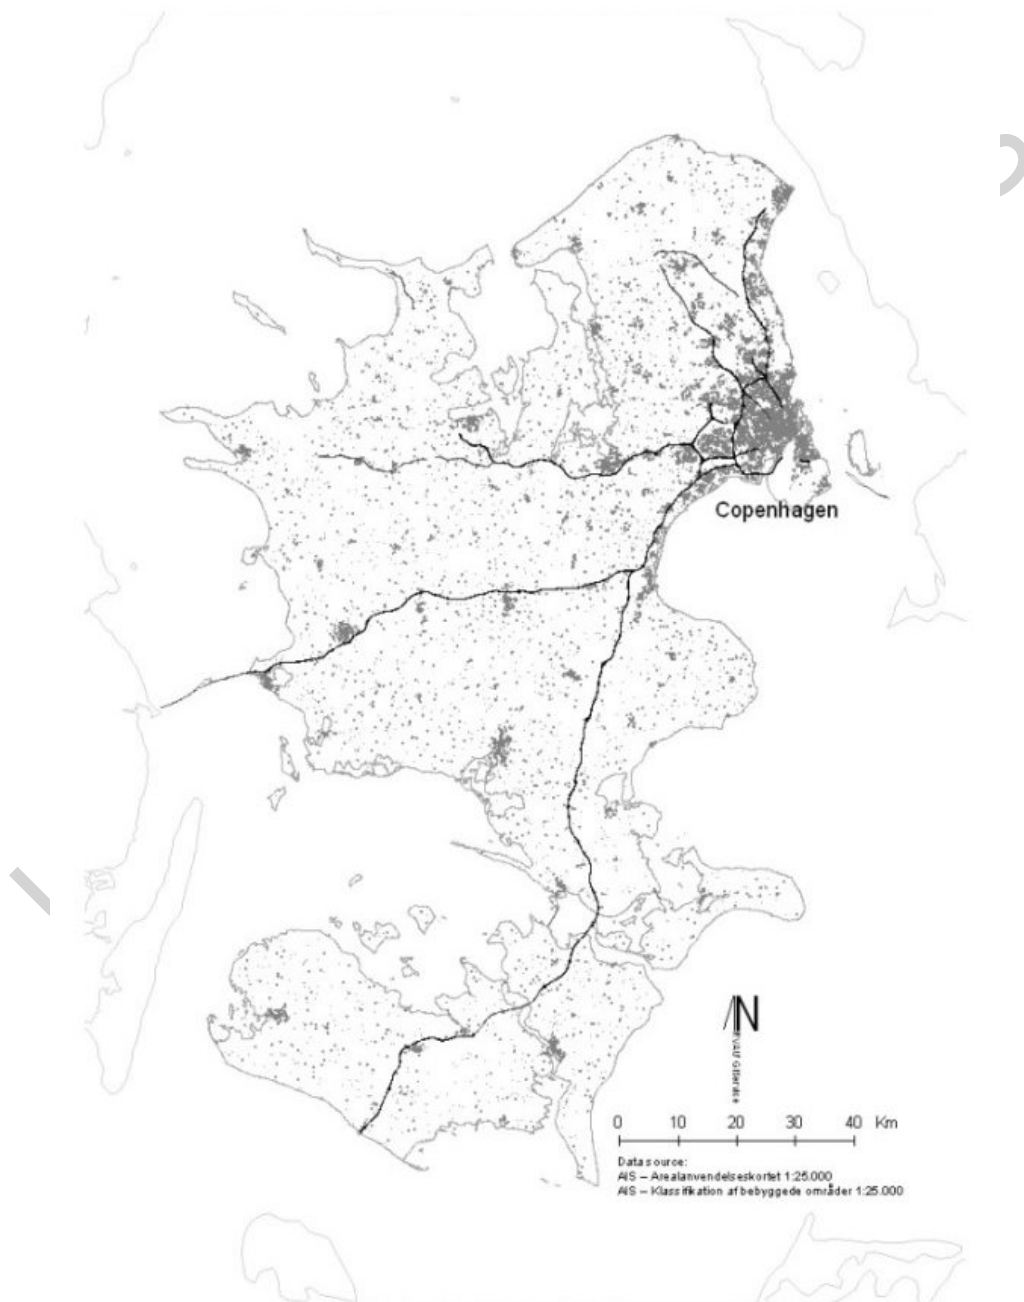 Copenhagen
N
0 10 20 30 40 Km
Data source:
AIS – Arealanvendelseskortet 1:25.000
AIS – Klassifikation af bebyggede områder 1:25.000